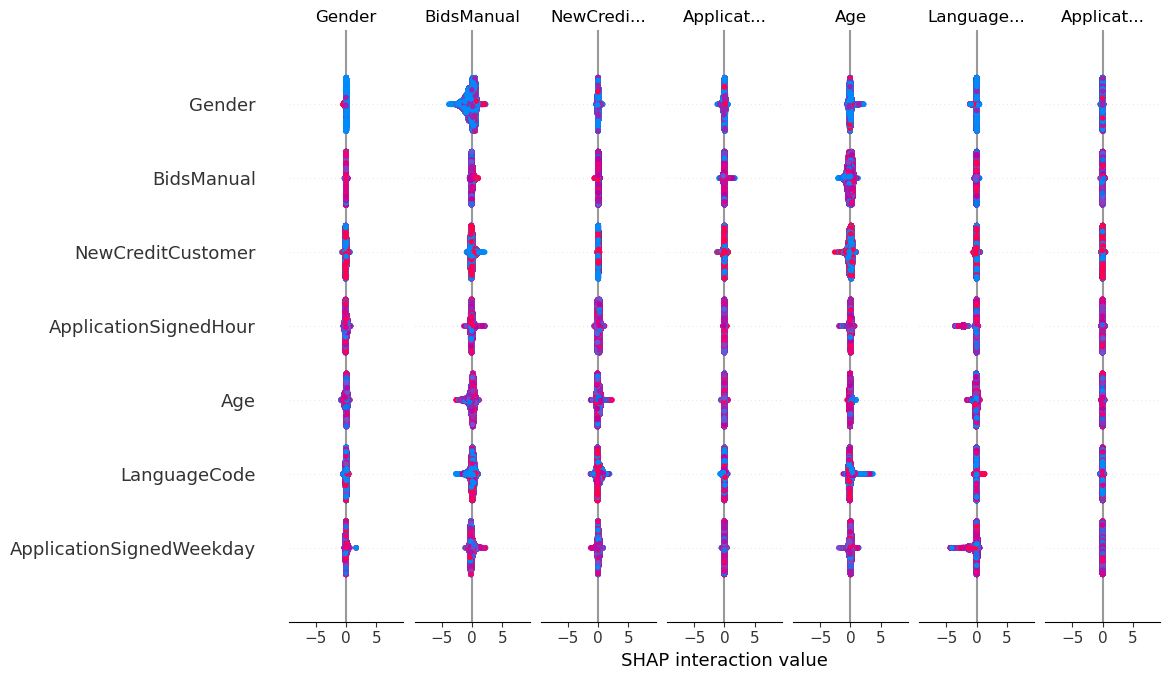 Gender BidsManual NewCredi... Applicat... Age Language... Applicat...
Gender
BidsManual
NewCreditCustomer
ApplicationSignedHour
Age
LanguageCode
ApplicationSignedWeekday
−5 0 5 −5 0 5 −5 0 5 −5 0 5 −5 0 5 −5 0 5 −5 0 5
SHAP interaction value